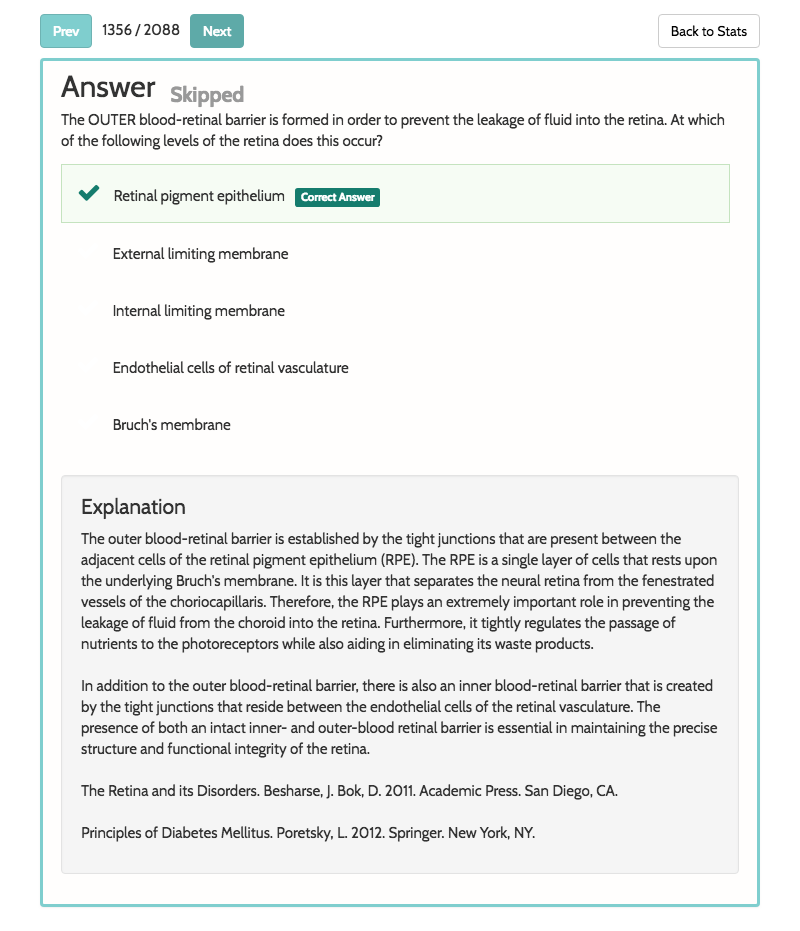 Prev 1356 / 2088 Next Back to Stats
Answer Skipped
The OUTER blood-retinal barrier is formed in order to prevent the leakage of fluid into the retina. At which
of the following levels of the retina does this occur?
Retinal pigment epithelium Correct Answer
External limiting membrane
Internal limiting membrane
Endothelial cells of retinal vasculature
Bruch's membrane
Explanation
The outer blood-retinal barrier is established by the tight junctions that are present between the
adjacent cells of the retinal pigment epithelium (RPE). The RPE is a single layer of cells that rests upon
the underlying Bruch's membrane. It is this layer that separates the neural retina from the fenestrated
vessels of the choriocapillaris. Therefore, the RPE plays an extremely important role in preventing the
leakage of fluid from the choroid into the retina. Furthermore, it tightly regulates the passage of
nutrients to the photoreceptors while also aiding in eliminating its waste products.
In addition to the outer blood-retinal barrier, there is also an inner blood-retinal barrier that is created
by the tight junctions that reside between the endothelial cells of the retinal vasculature. The
presence of both an intact inner- and outer-blood retinal barrier is essential in maintaining the precise
structure and functional integrity of the retina.
The Retina and its Disorders. Besharse, J. Bok, D. 2011. Academic Press. San Diego, CA.
Principles of Diabetes Mellitus. Poretsky, L. 2012. Springer. New York, NY.